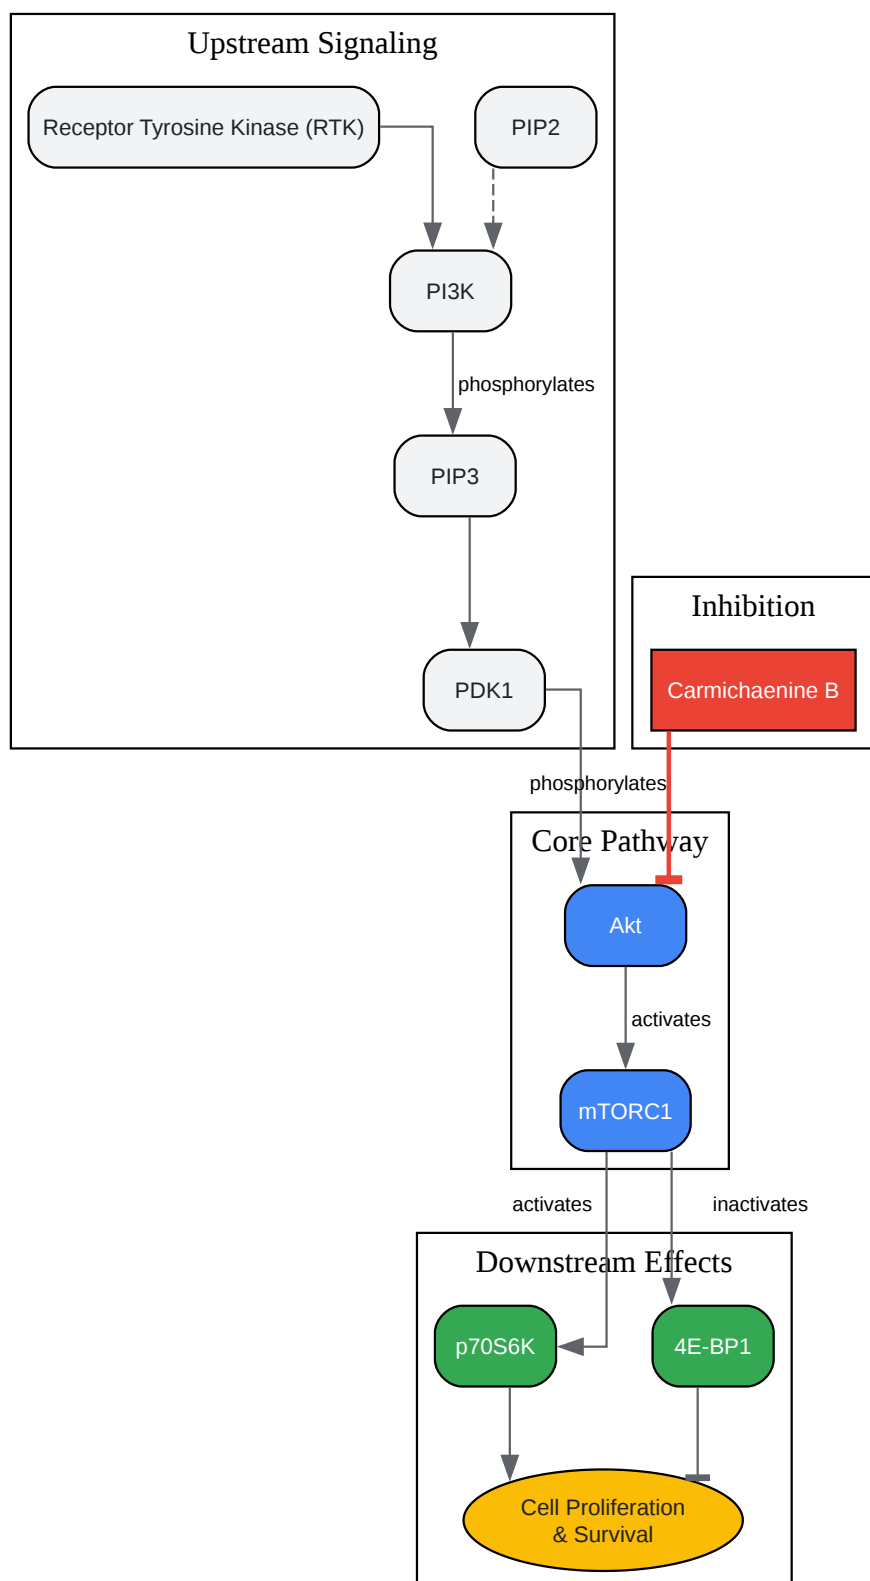 Upstream Signaling
Receptor Tyrosine Kinase (RTK)
PIP2
PI3K
phosphorylates
PIP3
Inhibition
PDK1
Carmichaenine B
phosphorylates
Core Pathway
Akt
activates
mTORC1
activates
inactivates
Downstream Effects
p70S6K
4E-BP1
Cell Proliferation
& Survival